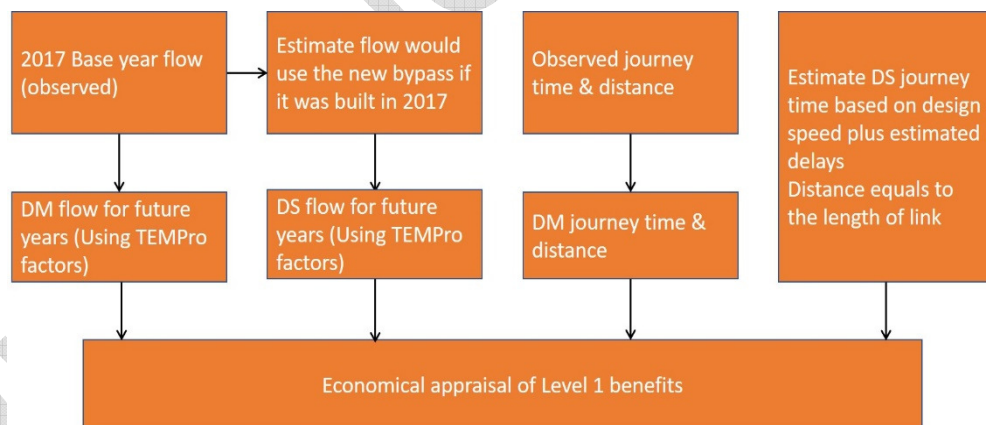 2017 Base year flow
(observed)
Estimate flow would
use the new bypass if
it was built in 2017
Observed journey
time & distance
Estimate DS journey
time based on design
speed plus estimated
delays
Distance equals to
the length of link
DM flow for future
years (Using TEMPro
factors)
DS flow for future
years (Using TEMPro
factors)
DM journey time &
distance
Economical appraisal of Level 1 benefits